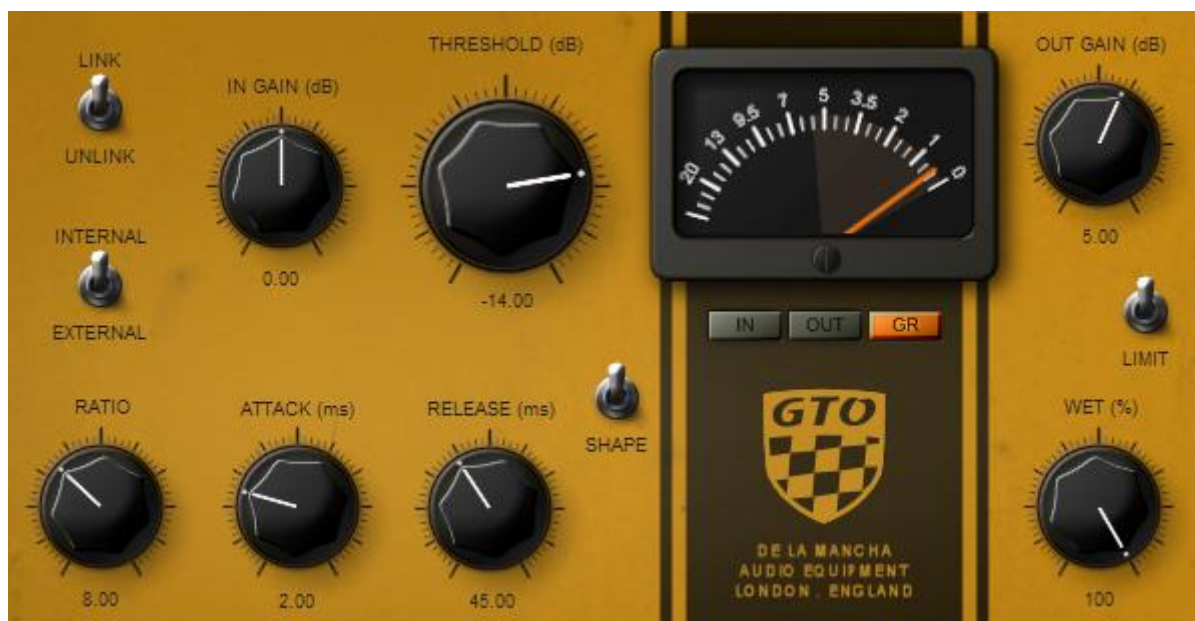 LINK
UNLINK
IN GAIN (dB)
0.00
THRESHOLD (dB)
-14.00
INTERNAL
EXTERNAL
20 13 9.5 7 5 3.5 2 1 0
IN OUT GR
OUT GAIN (dB)
5.00
LIMIT
RATIO
8.00
ATTACK (ms)
2.00
RELEASE (ms)
45.00
SHAPE
GTO
DE LA MANCHA
AUDIO EQUIPMENT
LONDON . ENGLAND
WET (%)
100